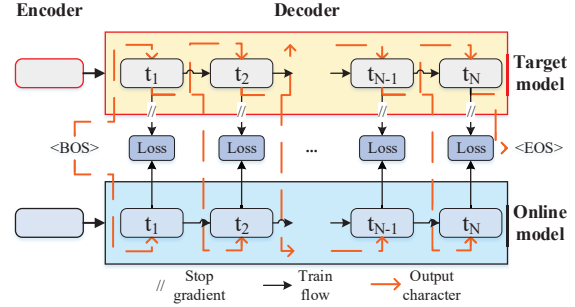 Encoder
Decoder
t1
t2
tN-1
tN
Target
model
//
//
//
//
<BOS>
Loss
Loss
...
Loss
Loss
<EOS>
t1
t2
tN-1
tN
Online
model
// Stop
gradient
Train
flow
Output
character